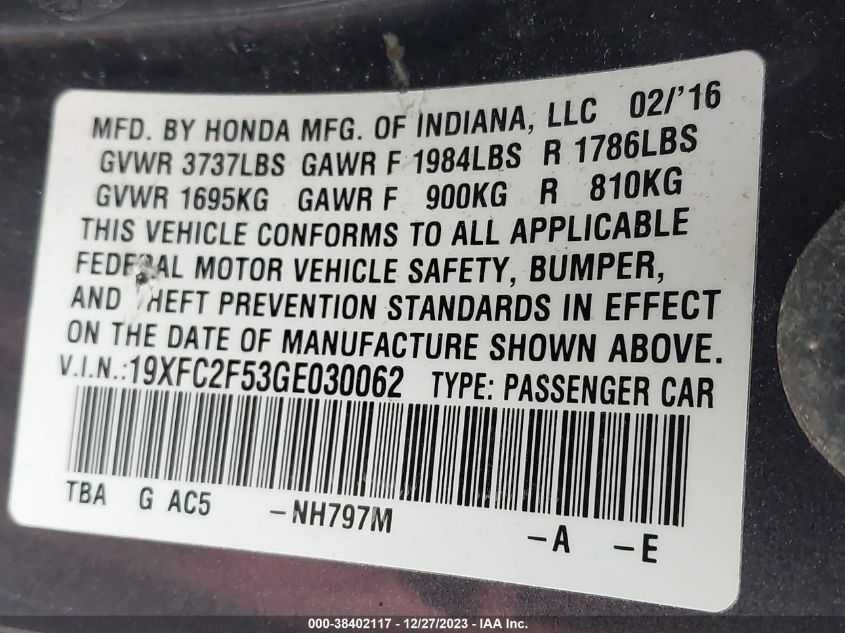 MFD. BY HONDA MFG. OF INDIANA, LLC 02/'16
GVWR 3737LBS GAWR F 1984LBS R 1786LBS
GVWR 1695KG GAWR F 900KG R 810KG
THIS VEHICLE CONFORMS TO ALL APPLICABLE
FEDERAL MOTOR VEHICLE SAFETY, BUMPER,
AND THEFT PREVENTION STANDARDS IN EFFECT
ON THE DATE OF MANUFACTURE SHOWN ABOVE.
V.I.N.:19XFC2F53GE030062 TYPE: PASSENGER CAR
TBA G AC5 -NH797M -A -E
000-38402117 - 12/27/2023 - IAA Inc.